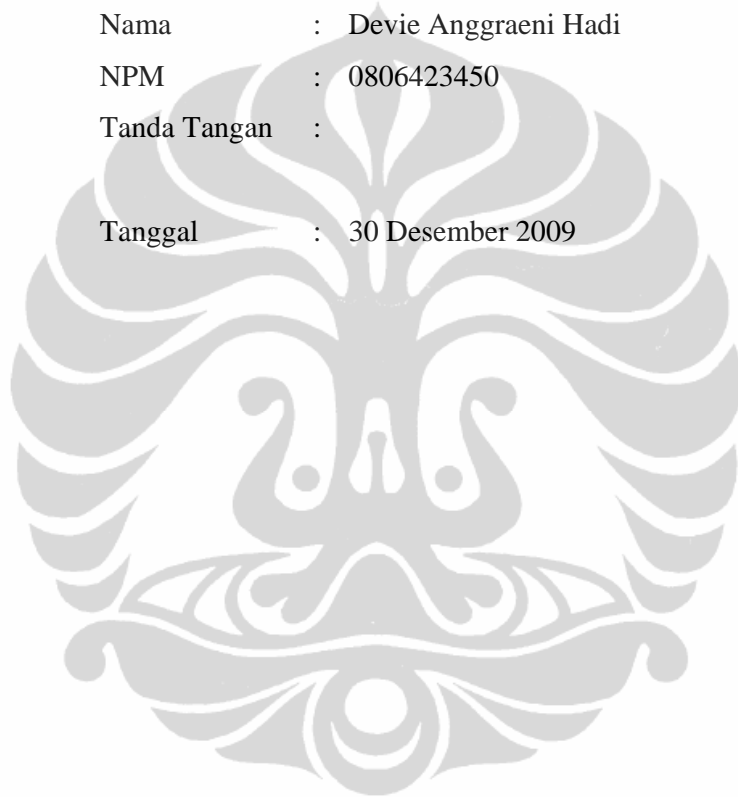 Nama : Devie Anggraeni Hadi
NPM : 0806423450
Tanda Tangan :
Tanggal : 30 Desember 2009